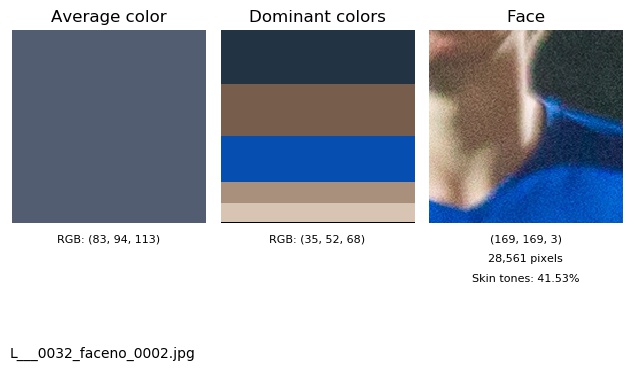 Average color
Dominant colors
Face
RGB: (83, 94, 113)
RGB: (35, 52, 68)
(169, 169, 3)
28,561 pixels
Skin tones: 41.53%
L___0032_faceno_0002.jpg